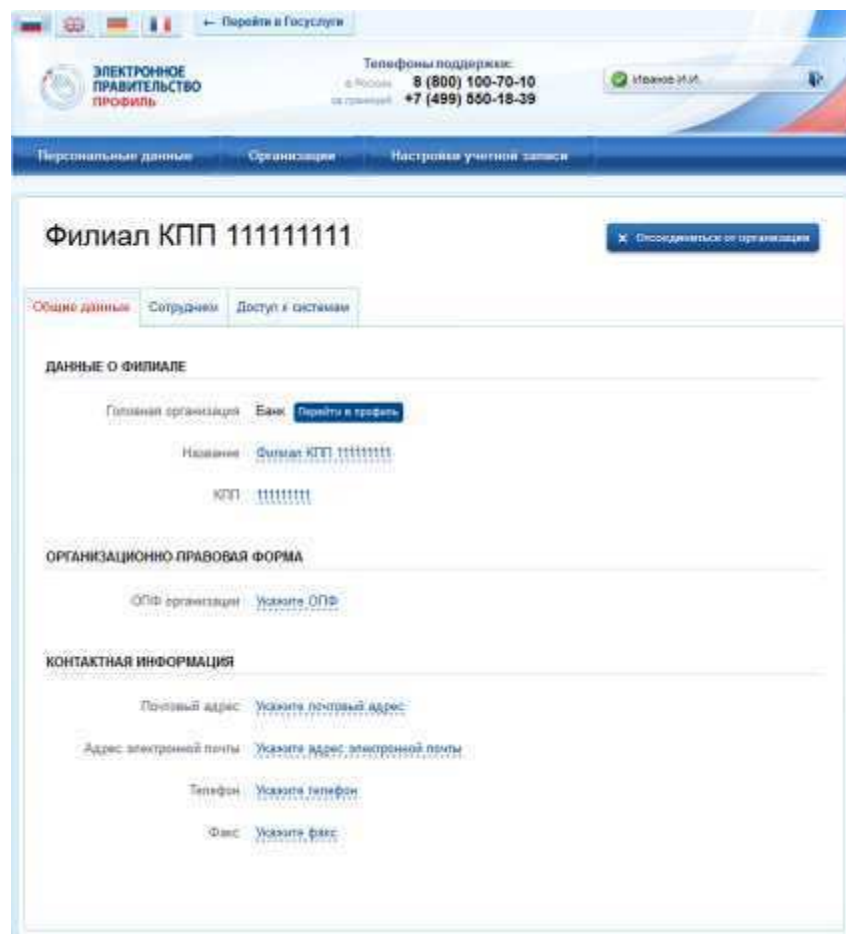 ← Перейти в Госуслуги
ЭЛЕКТРОННОЕ
ПРАВИТЕЛЬСТВО
ПРОФИЛЬ
Телефоны поддержки:
в России 8 (800) 100-70-10
за границей +7 (499) 550-18-39
Иванов И.И.
Персональные данные Организации Настройки учетной записи
Филиал КПП 111111111
× Отсоединиться от организации
Общие данные Сотрудники Доступ к системам
ДАННЫЕ О ФИЛИАЛЕ
Головная организация Банк Перейти в профиль
Название Филиал КПП 111111111
КПП 111111111
ОРГАНИЗАЦИОННО-ПРАВОВАЯ ФОРМА
ОПФ организации Укажите ОПФ
КОНТАКТНАЯ ИНФОРМАЦИЯ
Почтовый адрес Укажите почтовый адрес
Адрес электронной почты Укажите адрес электронной почты
Телефон Укажите телефон
Факс Укажите факс